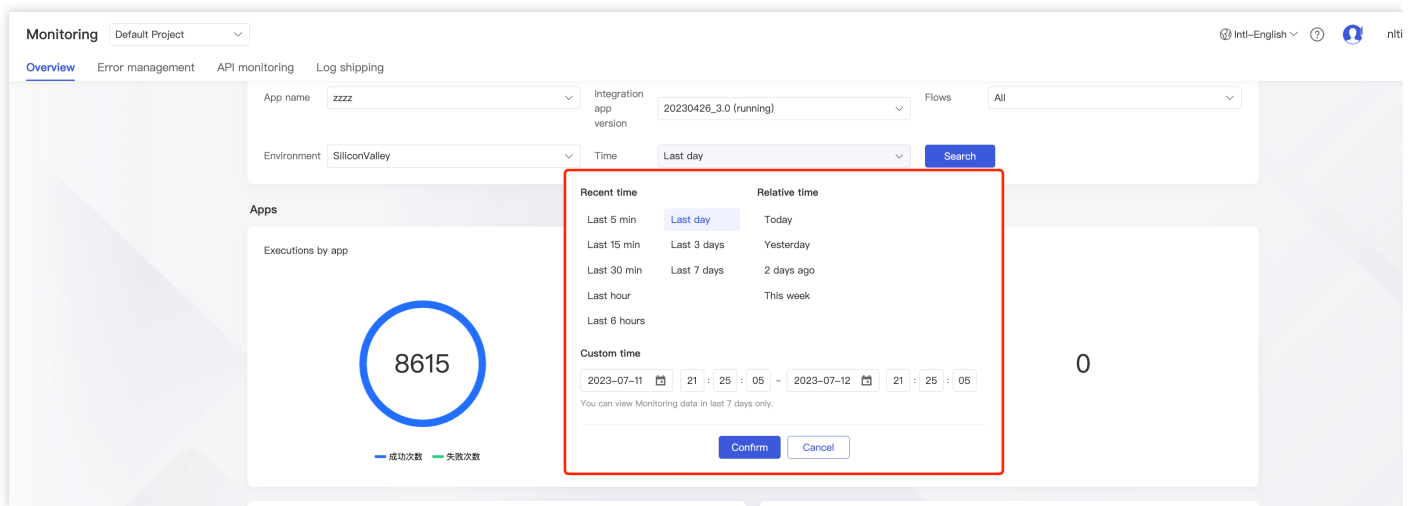 Monitoring Default Project Intl-English nlti
Overview Error management API monitoring Log shipping
App name zzzz Integration app version 20230426_3.0 (running) Flows All
Environment SiliconValley Time Last day Search
Apps
Executions by app
8615
成功次数 失败次数
Recent time Relative time
Last 5 min Last day Today
Last 15 min Last 3 days Yesterday
Last 30 min Last 7 days 2 days ago
Last hour This week
Last 6 hours
Custom time
2023-07-11 21 : 25 : 05 - 2023-07-12 21 : 25 : 05
You can view Monitoring data in last 7 days only.
Confirm Cancel
0